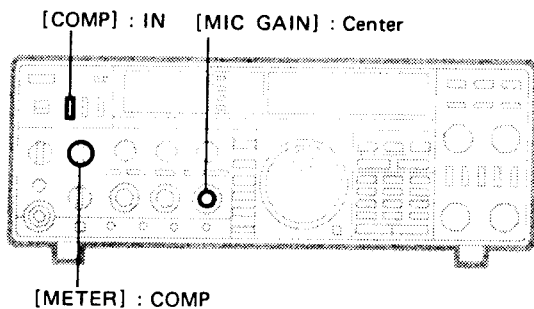 [COMP] : IN [MIC GAIN] : Center
[METER] : COMP